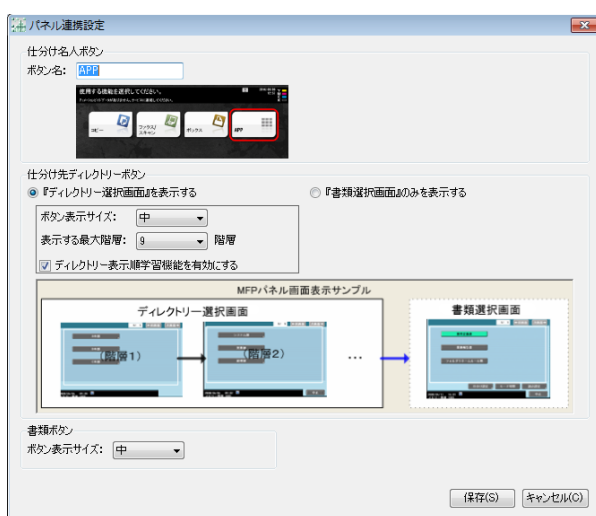 パネル連携設定
仕分け名人ボタン
ボタン名: APP
使用する機能を選択してください。
コピー
ファクス/
スキャン
ボックス
APP
仕分け先ディレクトリーボタン
『ディレクトリー選択画面』を表示する
『書類選択画面』のみを表示する
ボタン表示サイズ: 中
表示する最大階層: 9 階層
ディレクトリー表示順学習機能を有効にする
MFPパネル画面表示サンプル
ディレクトリー選択画面
書類選択画面
(階層1)
(階層2)
...
書類ボタン
ボタン表示サイズ: 中
保存(S)
キャンセル(C)